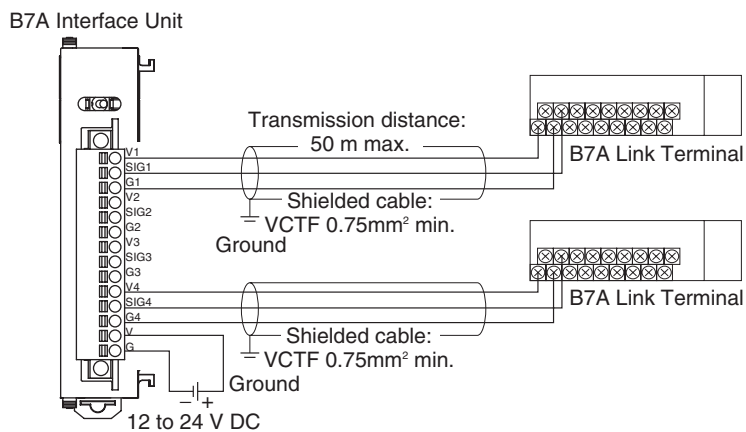 B7A Interface Unit
Transmission distance:
50 m max.
B7A Link Terminal
V1
SIG1
G1
V2
SIG2
G2
V3
SIG3
G3
V4
SIG4
G4
V
G
Shielded cable:
VCTF 0.75mm² min.
Ground
B7A Link Terminal
Shielded cable:
VCTF 0.75mm² min.
Ground
− +
12 to 24 V DC